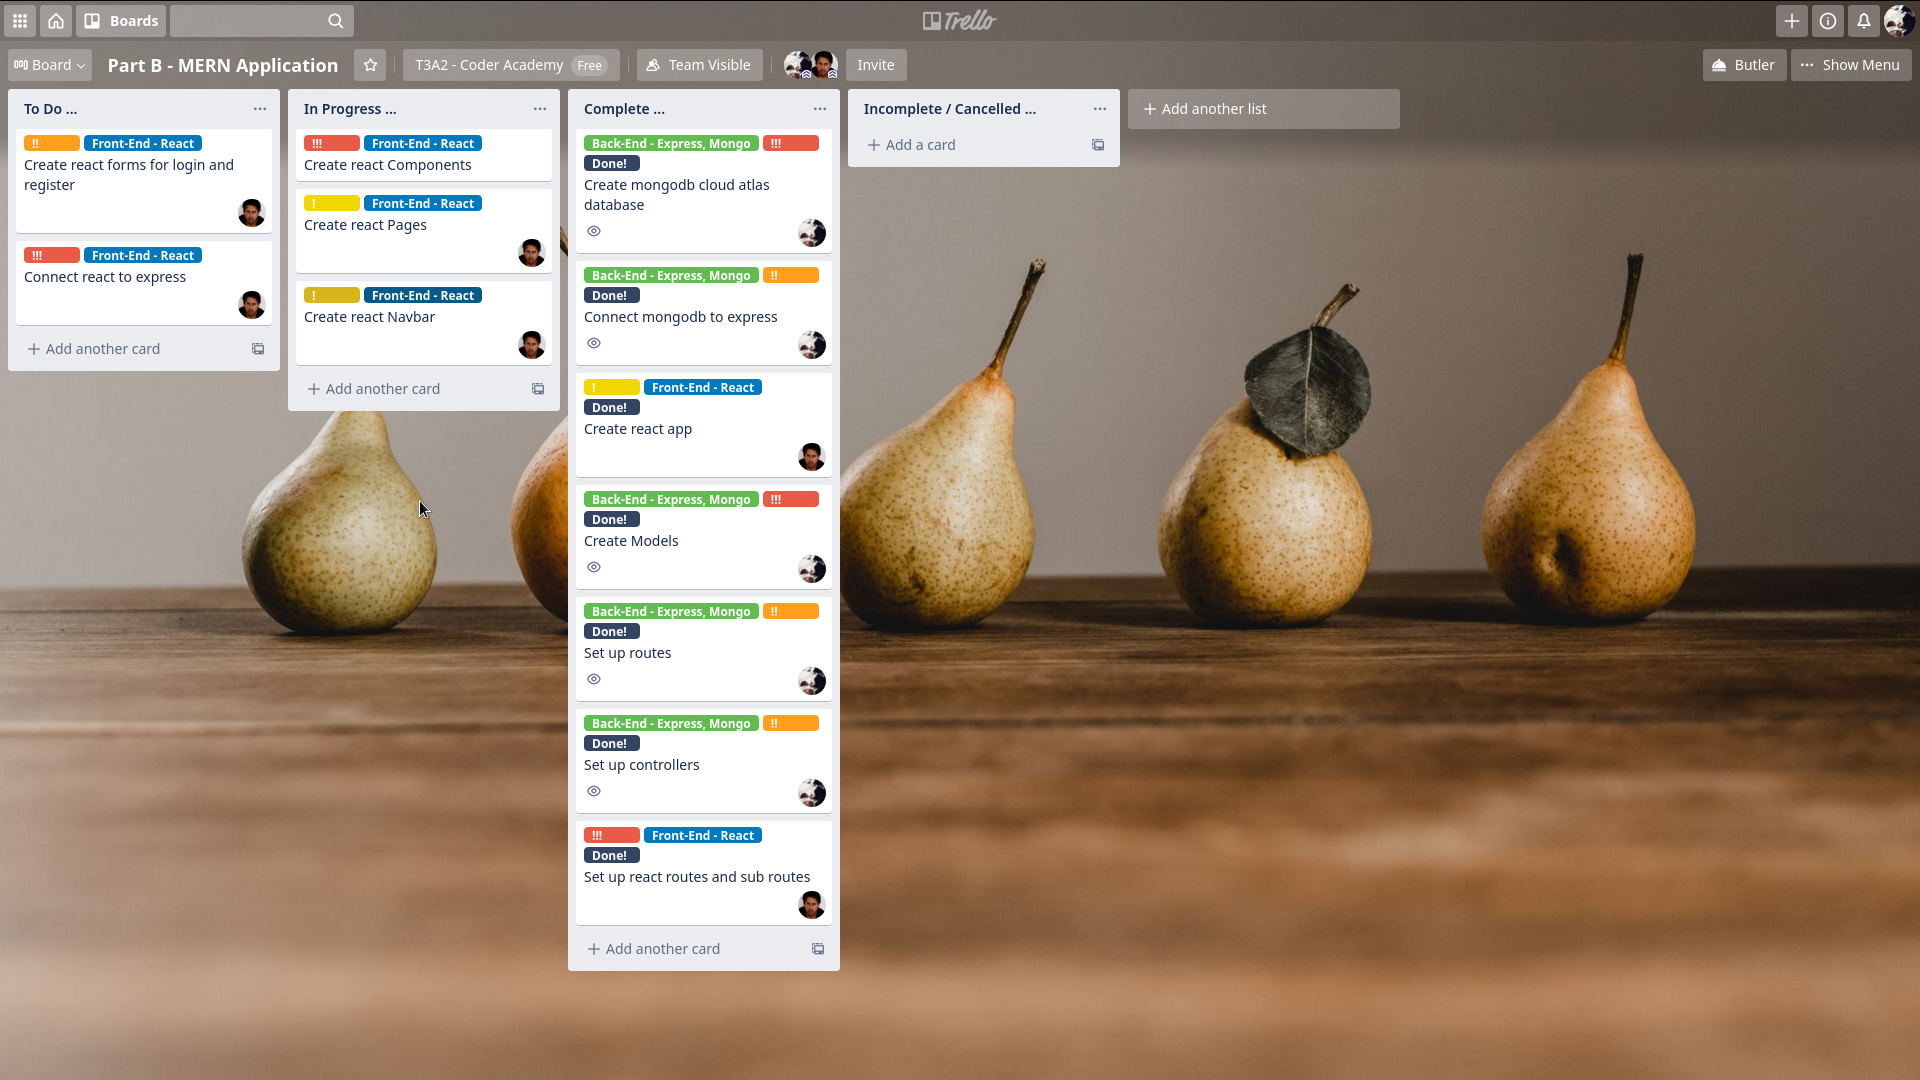 Boards
Trello
Board
Part B - MERN Application
T3A2 - Coder Academy Free
Team Visible
Invite
Butler
... Show Menu
To Do ...
!! Front-End - React
Create react forms for login and
register
!!! Front-End - React
Connect react to express
+ Add another card
In Progress ...
!!! Front-End - React
Create react Components
! Front-End - React
Create react Pages
! Front-End - React
Create react Navbar
+ Add another card
Complete ...
Back-End - Express, Mongo !!!
Done!
Create mongodb cloud atlas
database
Back-End - Express, Mongo !!
Done!
Connect mongodb to express
! Front-End - React
Done!
Create react app
Back-End - Express, Mongo !!!
Done!
Create Models
Back-End - Express, Mongo !!
Done!
Set up routes
Back-End - Express, Mongo !!
Done!
Set up controllers
!!! Front-End - React
Done!
Set up react routes and sub routes
+ Add another card
Incomplete / Cancelled ...
+ Add a card
+ Add another list